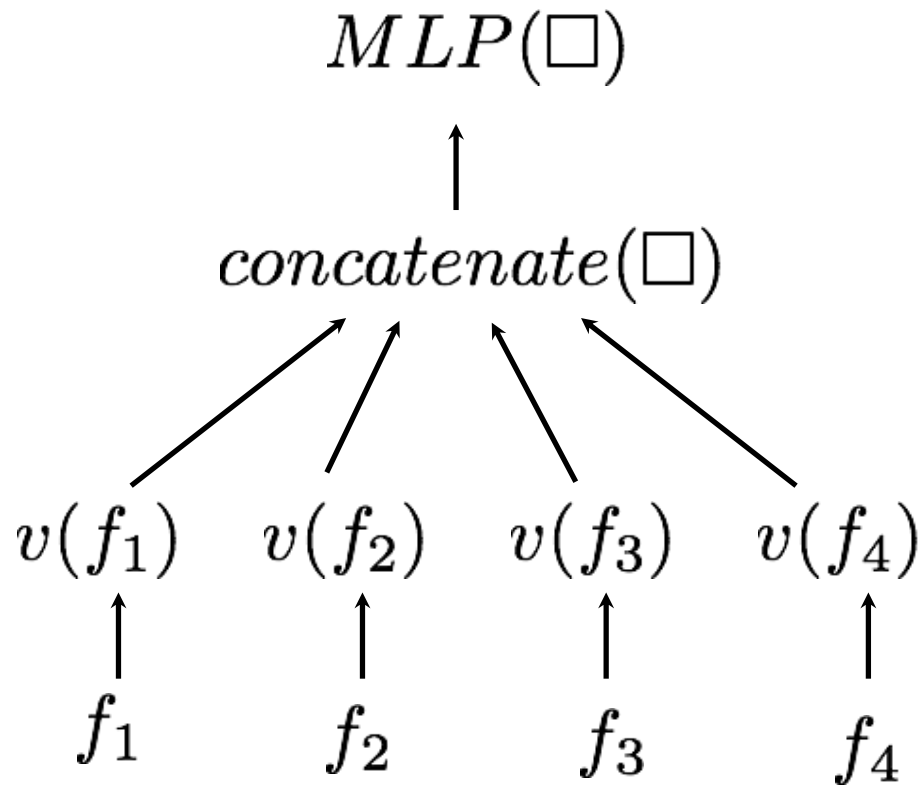 MLP(□)
concatenate(□)
v(f₁) v(f₂) v(f₃) v(f₄)
f₁ f₂ f₃ f₄